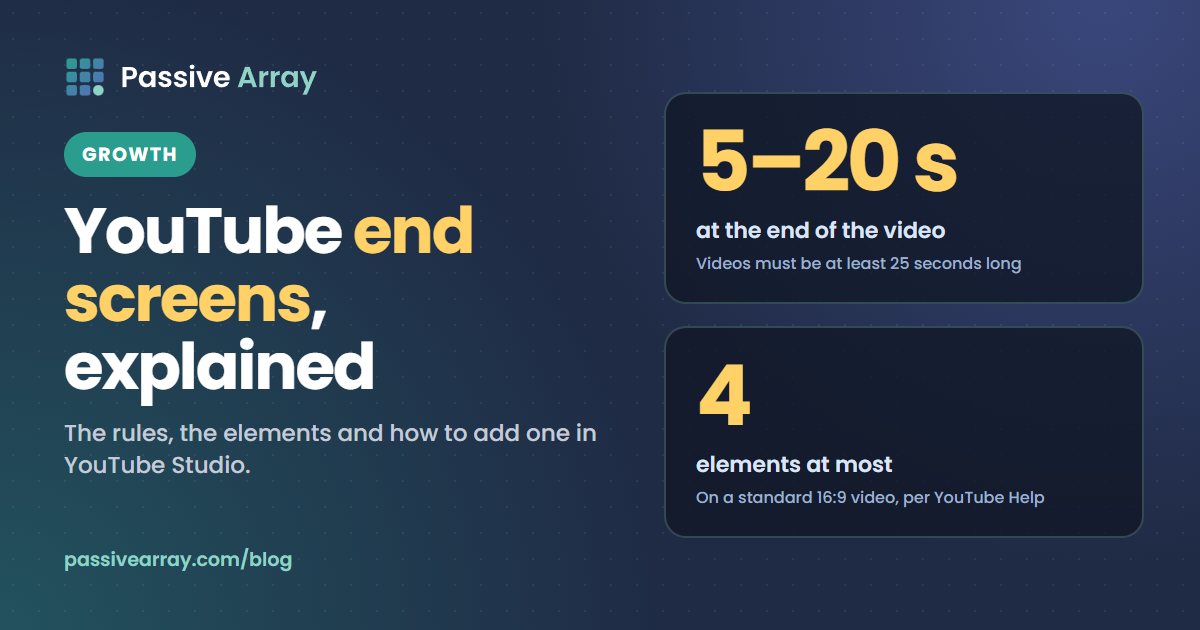 Passive Array
GROWTH
YouTube end
screens,
explained
The rules, the elements and how to add one in
YouTube Studio.
passivearray.com/blog
5–20 s
at the end of the video
Videos must be at least 25 seconds long
4
elements at most
On a standard 16:9 video, per YouTube Help